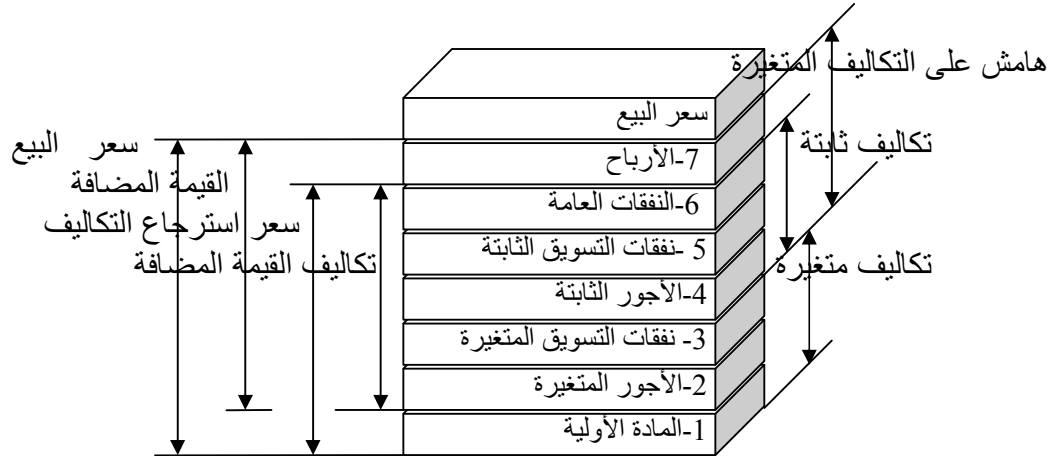 هامش على التكاليف المتغيرة
سعر البيع
تكاليف ثابتة
سعر البيع
7-الأرباح
القيمة المضافة
6-النفقات العامة
سعر استرجاع التكاليف
5 -نفقات التسويق الثابتة
تكاليف القيمة المضافة
تكاليف متغيرة
4-الأجور الثابتة
3- نفقات التسويق المتغيرة
2-الأجور المتغيرة
1-المادة الأولية